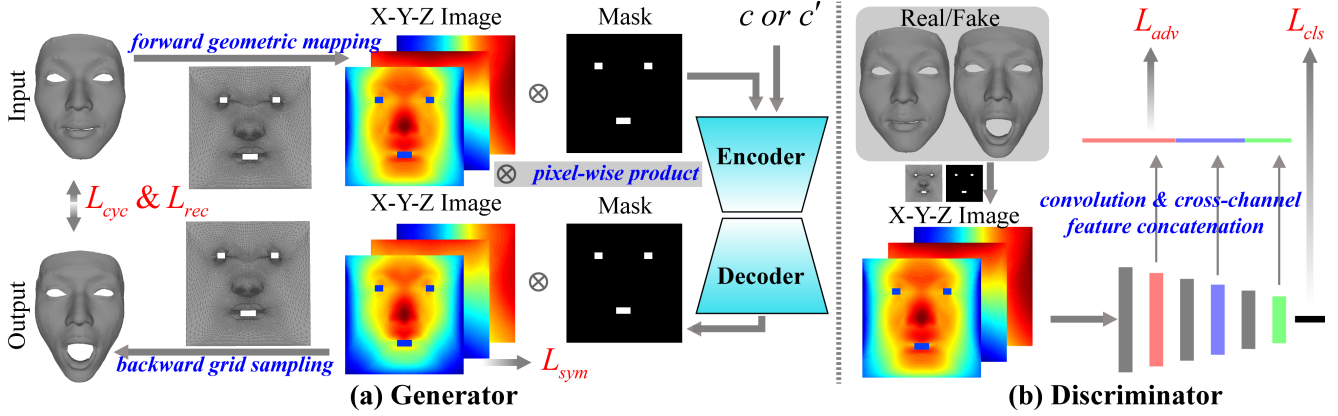 Input
forward geometric mapping
X-Y-Z Image
Mask
c or c′
⊗
Encoder
⊗ pixel-wise product
L_cyc & L_rec
X-Y-Z Image
Mask
⊗
Decoder
Output
backward grid sampling
L_sym
(a) Generator
Real/Fake
L_adv
L_cls
convolution & cross-channel
feature concatenation
X-Y-Z Image
(b) Discriminator